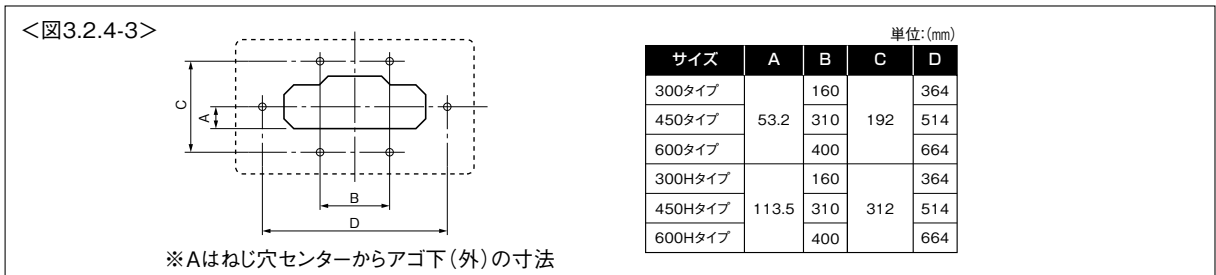 <図3.2.4-3>
C
A
B
D
※Aはねじ穴センターからアゴ下(外)の寸法
単位:(㎜)
サイズ A B C D
300タイプ 53.2 160 192 364
450タイプ 310 514
600タイプ 400 664
300Hタイプ 113.5 160 312 364
450Hタイプ 310 514
600Hタイプ 400 664